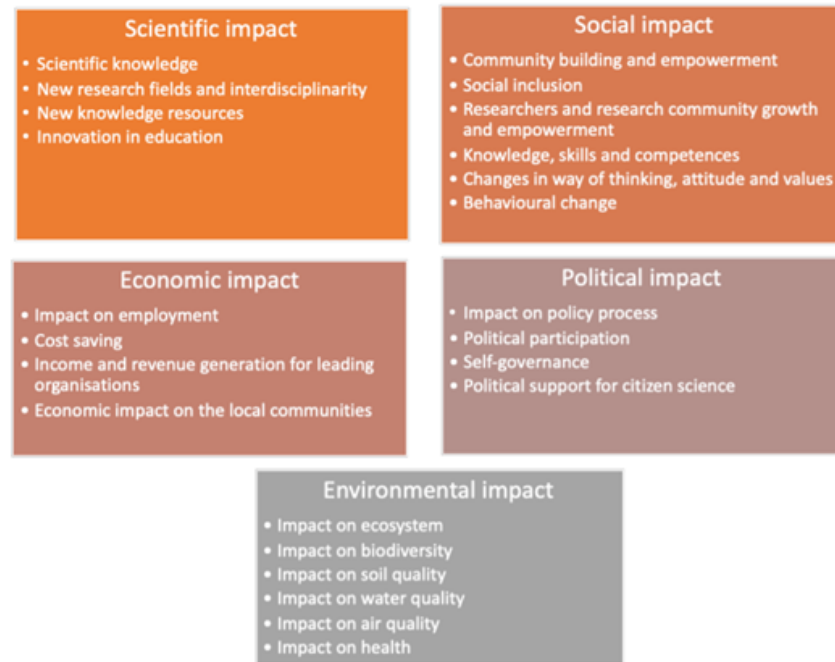 Scientific impact
• Scientific knowledge
• New research fields and interdisciplinarity
• New knowledge resources
• Innovation in education
Social impact
• Community building and empowerment
• Social inclusion
• Researchers and research community growth
and empowerment
• Knowledge, skills and competences
• Changes in way of thinking, attitude and values
• Behavioural change
Economic impact
• Impact on employment
• Cost saving
• Income and revenue generation for leading
organisations
• Economic impact on the local communities
Political impact
• Impact on policy process
• Political participation
• Self-governance
• Political support for citizen science
Environmental impact
• Impact on ecosystem
• Impact on biodiversity
• Impact on soil quality
• Impact on water quality
• Impact on air quality
• Impact on health